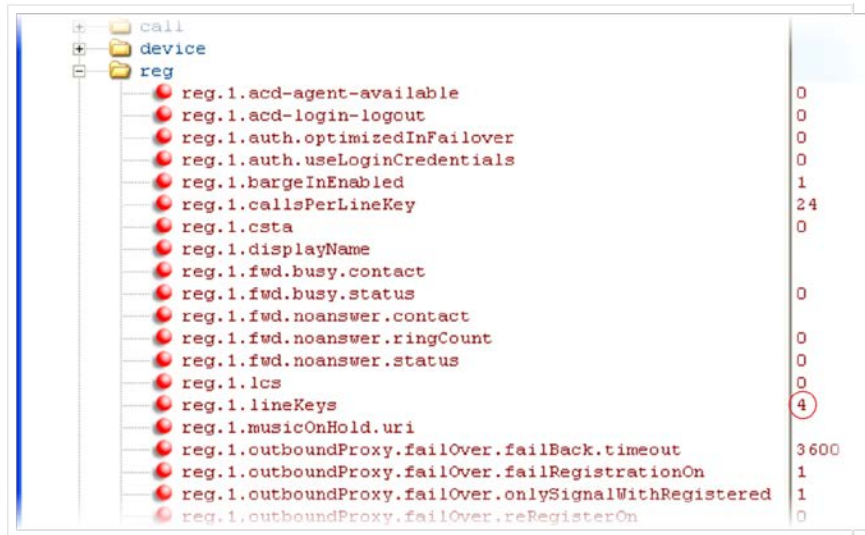 call
device
reg
reg.1.acd-agent-available 0
reg.1.acd-login-logout 0
reg.1.auth.optimizedInFailover 0
reg.1.auth.useLoginCredentials 0
reg.1.bargeInEnabled 1
reg.1.callsPerLineKey 24
reg.1.csta 0
reg.1.displayName
reg.1.fwd.busy.contact
reg.1.fwd.busy.status 0
reg.1.fwd.noanswer.contact
reg.1.fwd.noanswer.ringCount 0
reg.1.fwd.noanswer.status 0
reg.1.lcs 0
reg.1.lineKeys 4
reg.1.musicOnHold.uri
reg.1.outboundProxy.failOver.failBack.timeout 3600
reg.1.outboundProxy.failOver.failRegistrationOn 1
reg.1.outboundProxy.failOver.onlySignalWithRegistered 1
reg.1.outboundProxy.failOver.reRegisterOn 0